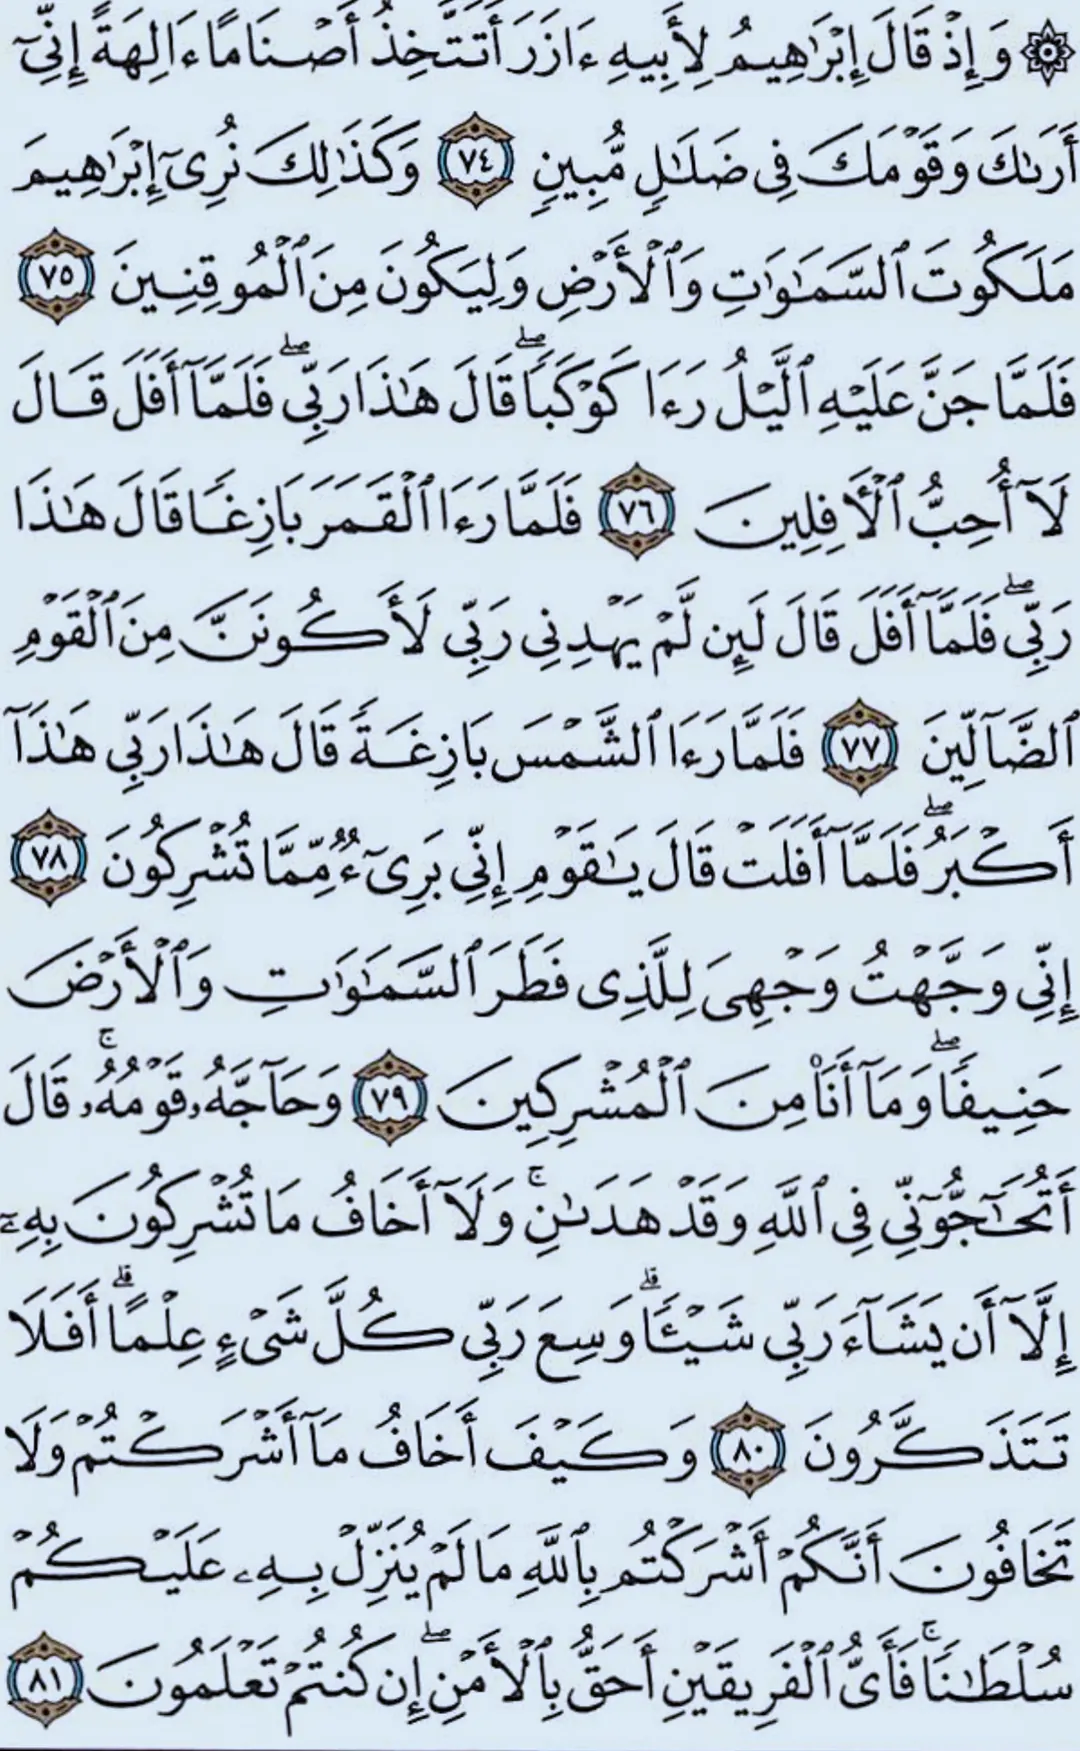 ۞ وَإِذْ قَالَ إِبْرَٰهِيمُ لِأَبِيهِ ءَازَرَ أَتَتَّخِذُ أَصْنَامًا ءَالِهَةً إِنِّىٓ
أَرَىٰكَ وَقَوْمَكَ فِى ضَلَٰلٍ مُّبِينٍ ٧٤ وَكَذَٰلِكَ نُرِىٓ إِبْرَٰهِيمَ
مَلَكُوتَ ٱلسَّمَٰوَٰتِ وَٱلْأَرْضِ وَلِيَكُونَ مِنَ ٱلْمُوقِنِينَ ٧٥
فَلَمَّا جَنَّ عَلَيْهِ ٱلَّيْلُ رَءَا كَوْكَبًا ۖ قَالَ هَٰذَا رَبِّى ۖ فَلَمَّآ أَفَلَ قَالَ
لَآ أُحِبُّ ٱلْأَفِلِينَ ٧٦ فَلَمَّا رَءَا ٱلْقَمَرَ بَازِغًا قَالَ هَٰذَا
رَبِّى ۖ فَلَمَّآ أَفَلَ قَالَ لَئِن لَّمْ يَهْدِنِى رَبِّى لَأَكُونَنَّ مِنَ ٱلْقَوْمِ
ٱلضَّآلِّينَ ٧٧ فَلَمَّا رَءَا ٱلشَّمْسَ بَازِغَةً قَالَ هَٰذَا رَبِّى هَٰذَآ
أَكْبَرُ ۖ فَلَمَّآ أَفَلَتْ قَالَ يَٰقَوْمِ إِنِّى بَرِىٓءٌ مِّمَّا تُشْرِكُونَ ٧٨
إِنِّى وَجَّهْتُ وَجْهِىَ لِلَّذِى فَطَرَ ٱلسَّمَٰوَٰتِ وَٱلْأَرْضَ
حَنِيفًا ۖ وَمَآ أَنَا۠ مِنَ ٱلْمُشْرِكِينَ ٧٩ وَحَآجَّهُۥ قَوْمُهُۥ ۚ قَالَ
أَتُحَٰٓجُّوٓنِّى فِى ٱللَّهِ وَقَدْ هَدَىٰنِ ۚ وَلَآ أَخَافُ مَا تُشْرِكُونَ بِهِۦٓ
إِلَّآ أَن يَشَآءَ رَبِّى شَيْـًٔا ۗ وَسِعَ رَبِّى كُلَّ شَىْءٍ عِلْمًا ۗ أَفَلَا
تَتَذَكَّرُونَ ٨٠ وَكَيْفَ أَخَافُ مَآ أَشْرَكْتُمْ وَلَا
تَخَافُونَ أَنَّكُمْ أَشْرَكْتُم بِٱللَّهِ مَا لَمْ يُنَزِّلْ بِهِۦ عَلَيْكُمْ
سُلْطَٰنًا ۚ فَأَىُّ ٱلْفَرِيقَيْنِ أَحَقُّ بِٱلْأَمْنِ ۖ إِن كُنتُمْ تَعْلَمُونَ ٨١